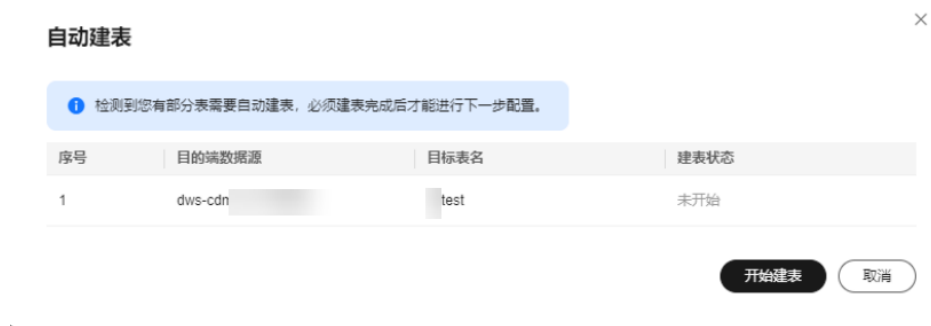 自动建表
检测到您有部分表需要自动建表，必须建表完成后才能进行下一步配置。
序号 目的端数据源 目标表名 建表状态
1 dws-cdm test 未开始
开始建表 取消